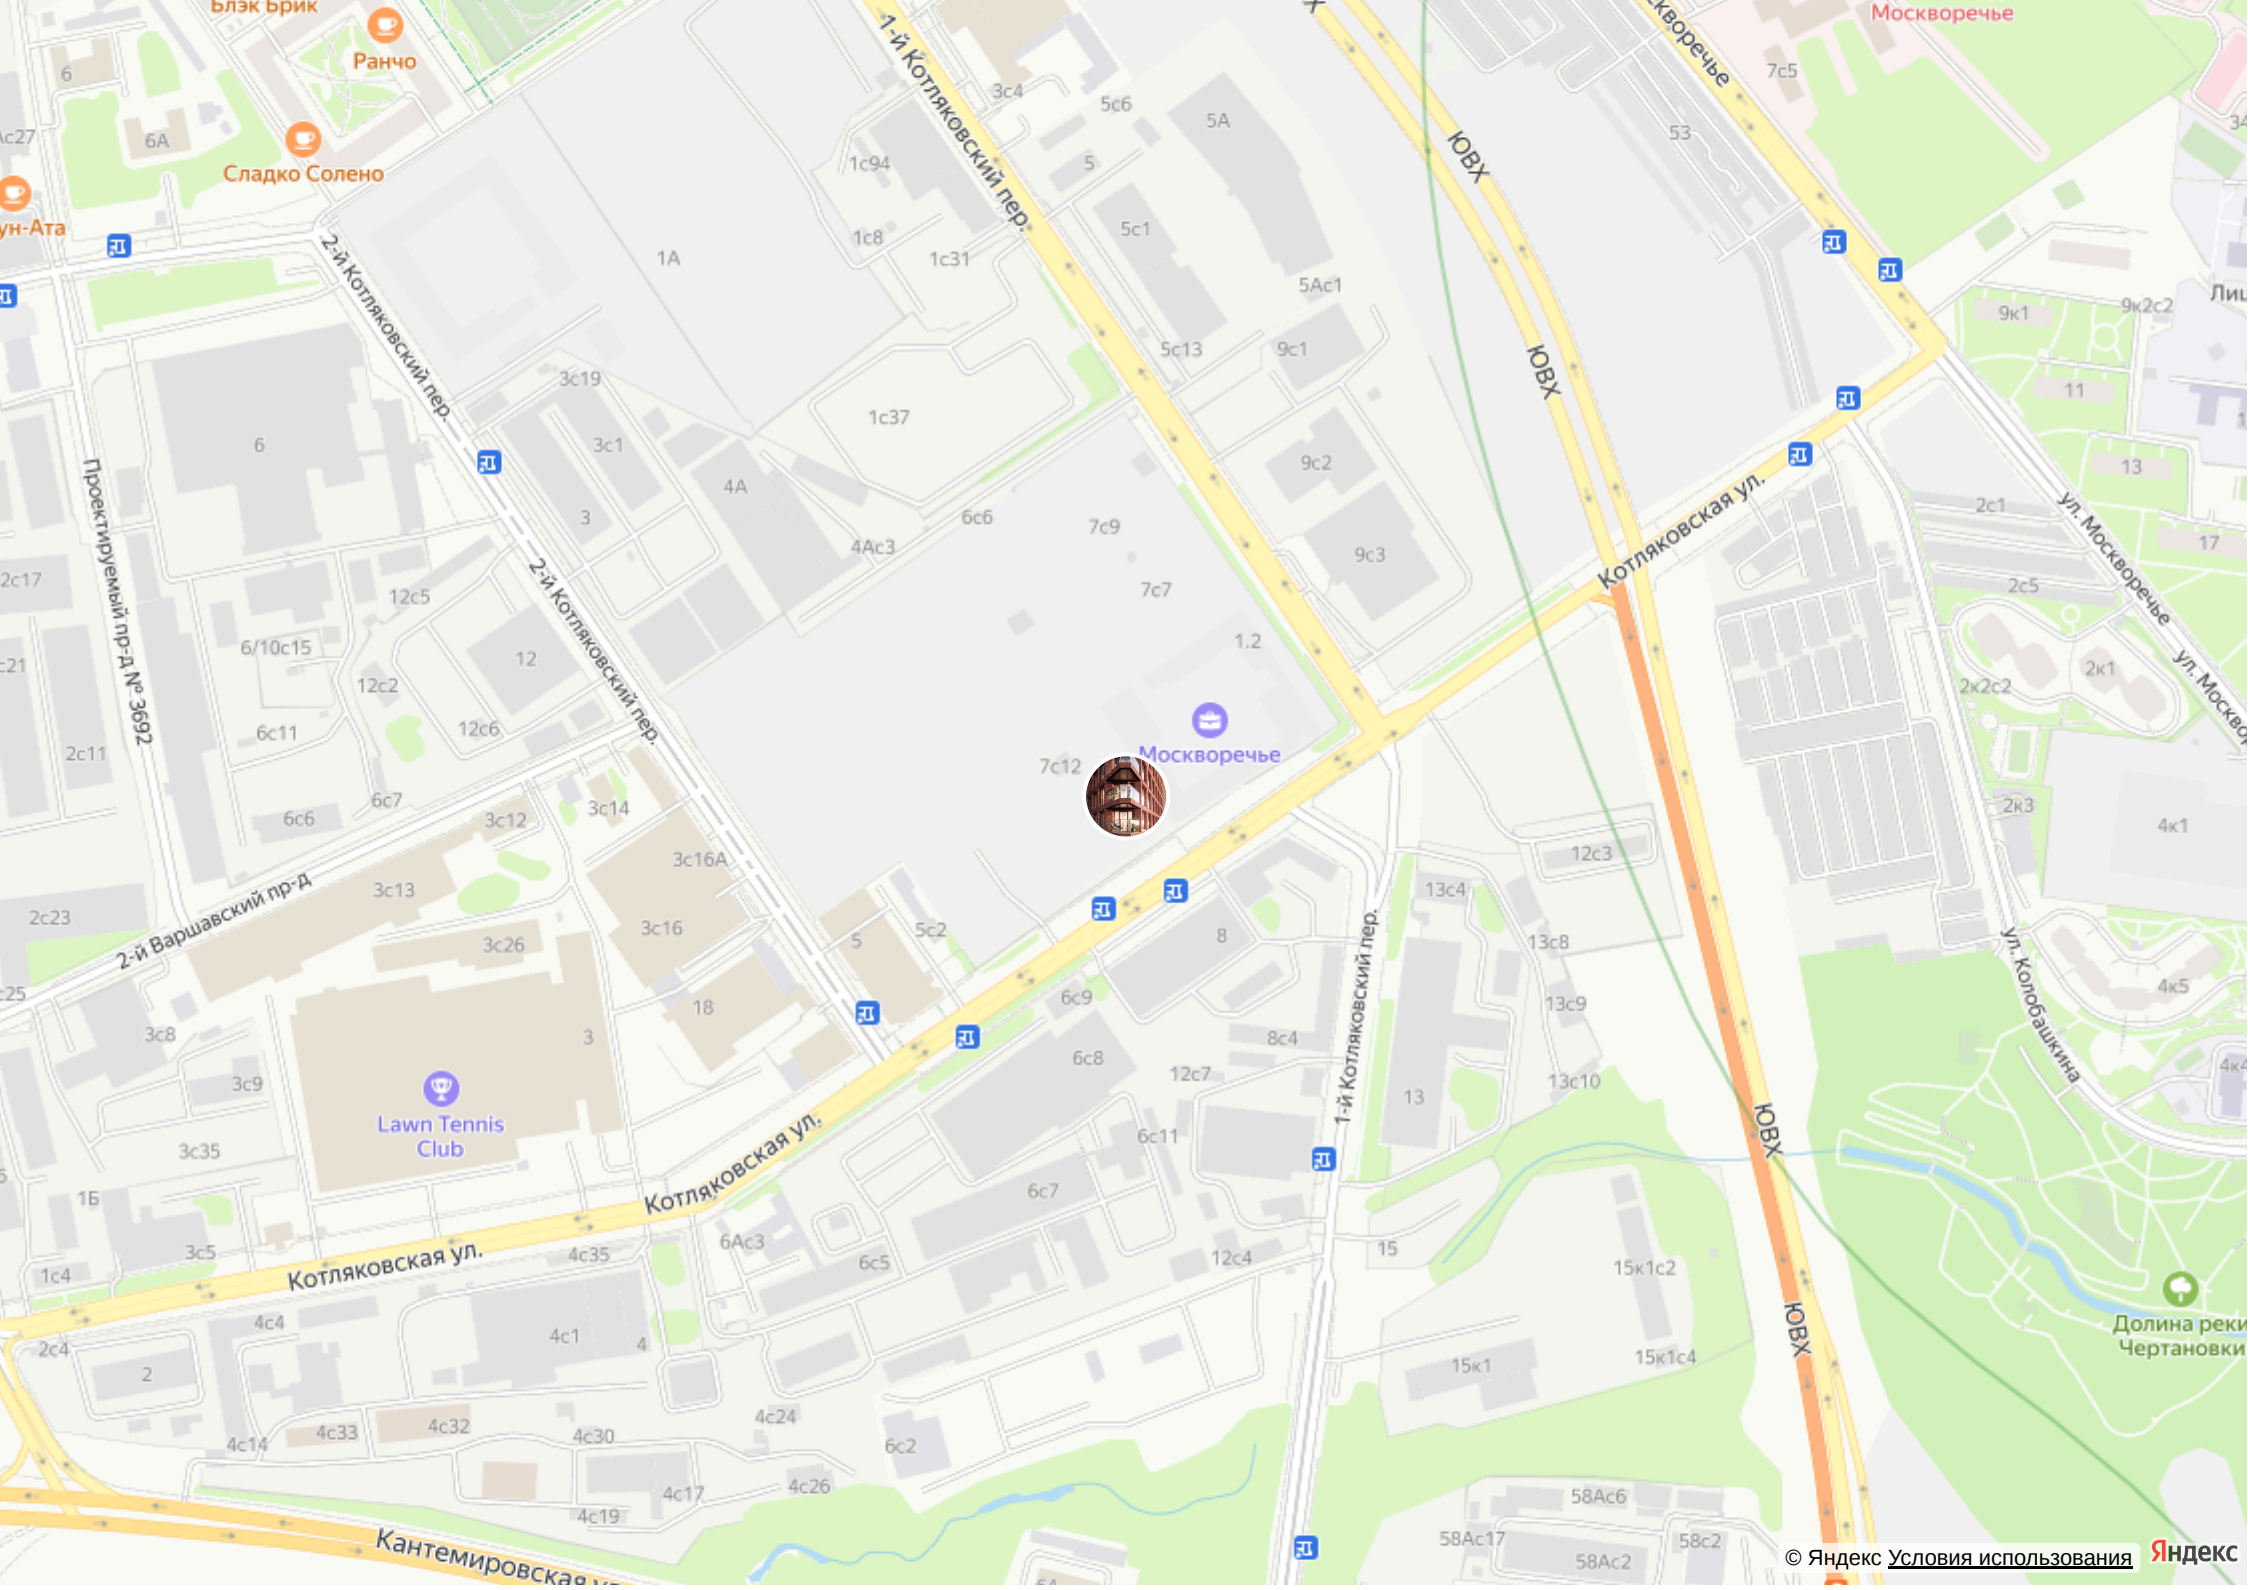 Блэк Брик
Ранчо
Москворечье
6
3с4
7с5
5с6
5А
53
6А
1-й Котляковский пер.
ЮВХ
Сладко Солено
1с94
5
1с8
5с1
1А
1с31
5Ас1
9к2с2
9к1
2-й Котляковский пер.
5с13
9с1
3с19
11
1с37
6
3с1
9с2
13
4А
ЮВХ
Котляковская ул.
3
6с6
7с9
2с1
ул. Москворечье
4Ас3
9с3
17
2с17
12с5
7с7
2с5
Проектируемый пр-д № 3692
6/10с15
12
1.2
2-й Котляковский пер.
12с2
2к2с2
2к1
ул. Москворечье
6с11
12с6
2с11
7с12
Москворечье
6с7
3с14
6с6
3с12
2к3
4к1
3с16А
12с3
3с13
13с4
2с23
2-й Варшавский пр-д
3с16
5
5с2
8
3с26
13с8
ул. Колобашкина
4к5
18
6с9
13с9
3с8
3
8с4
6с8
3с9
12с7
13с10
1-й Котляковский пер.
13
Lawn Tennis
Club
3с35
Котляковская ул.
6с11
ЮВХ
1Б
6с7
3с5
6Ас3
4с35
Котляковская ул.
1с4
6с5
12с4
15
15к1с2
4с4
4с1
4
ЮВХ
Долина реки
Чертановки
2с4
2
15к1
15к1с4
4с33
4с32
4с24
4с14
4с30
6с2
4с17
4с26
4с19
58Ас6
58Ас17
58с2
58Ас2
Кантемировская
© Яндекс Условия использования
Яндекс